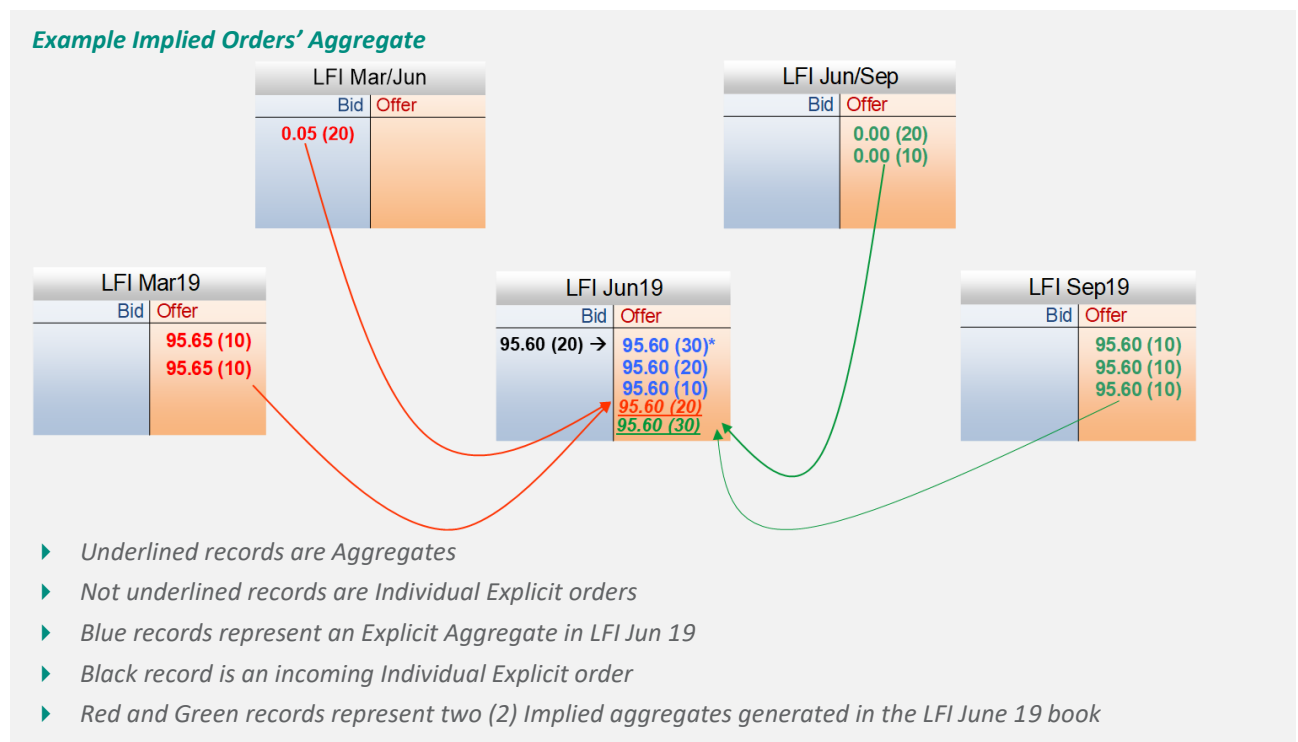 Example Implied Orders’ Aggregate
LFI Mar/Jun
Bid Offer
0.05 (20)
LFI Jun/Sep
Bid Offer
0.00 (20)
0.00 (10)
LFI Mar19
Bid Offer
95.65 (10)
95.65 (10)
LFI Jun19
Bid Offer
95.60 (20) → 95.60 (30)*
95.60 (20)
95.60 (10)
95.60 (20)
95.60 (30)
LFI Sep19
Bid Offer
95.60 (10)
95.60 (10)
95.60 (10)
Underlined records are Aggregates
Not underlined records are Individual Explicit orders
Blue records represent an Explicit Aggregate in LFI Jun 19
Black record is an incoming Individual Explicit order
Red and Green records represent two (2) Implied aggregates generated in the LFI June 19 book